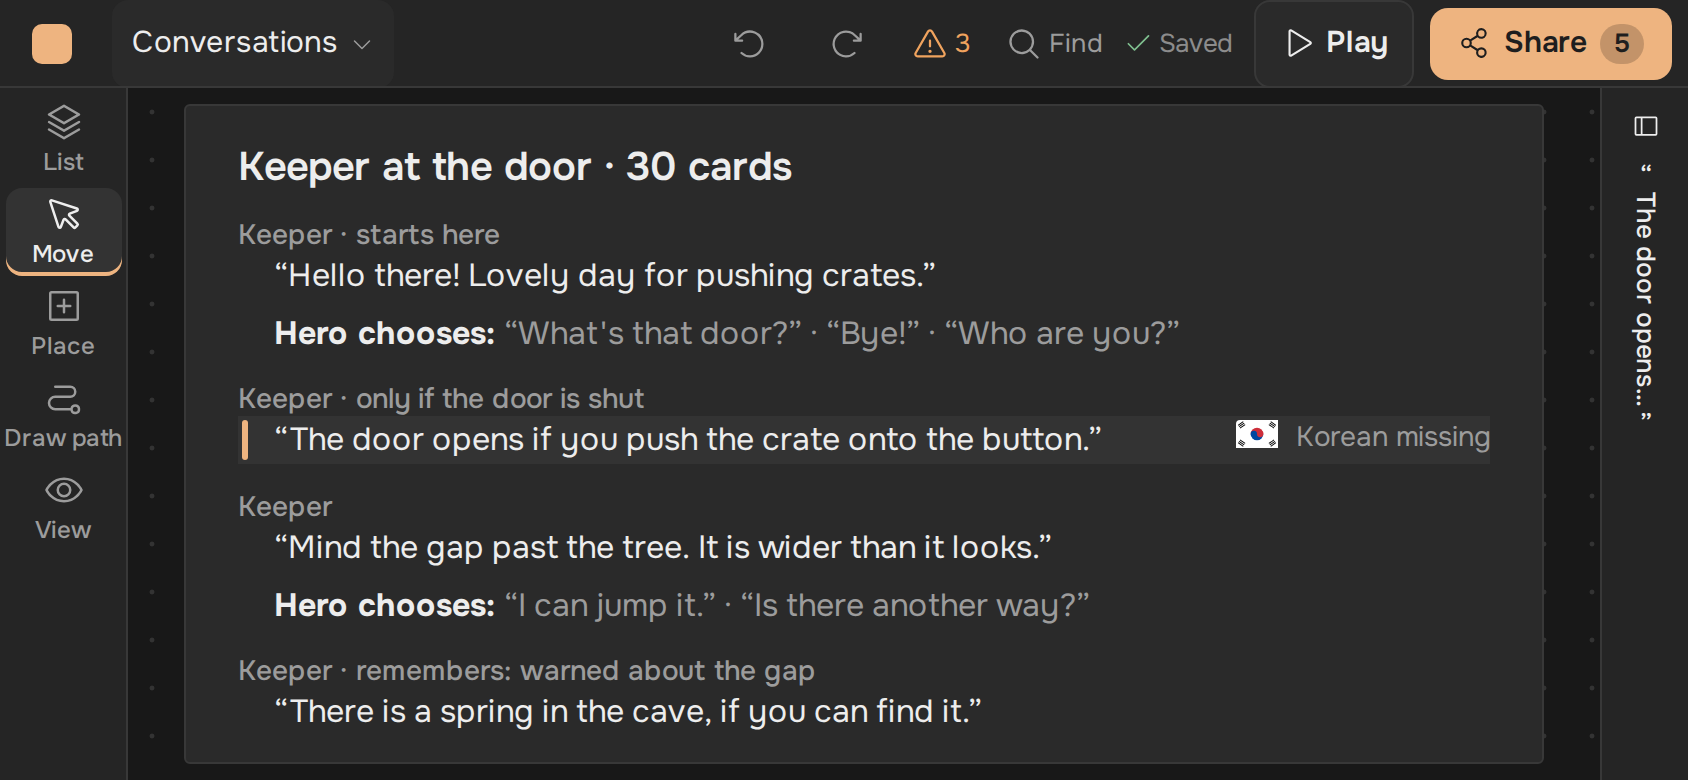 Conversations
3
Find
Saved
Play
Share 5
List
Move
Place
Draw path
View
Keeper at the door · 30 cards
Keeper · starts here
“Hello there! Lovely day for pushing crates.”
Hero chooses: “What's that door?” · “Bye!” · “Who are you?”
Keeper · only if the door is shut
“The door opens if you push the crate onto the button.”
Korean missing
Keeper
“Mind the gap past the tree. It is wider than it looks.”
Hero chooses: “I can jump it.” · “Is there another way?”
Keeper · remembers: warned about the gap
“There is a spring in the cave, if you can find it.”
“The door opens…”